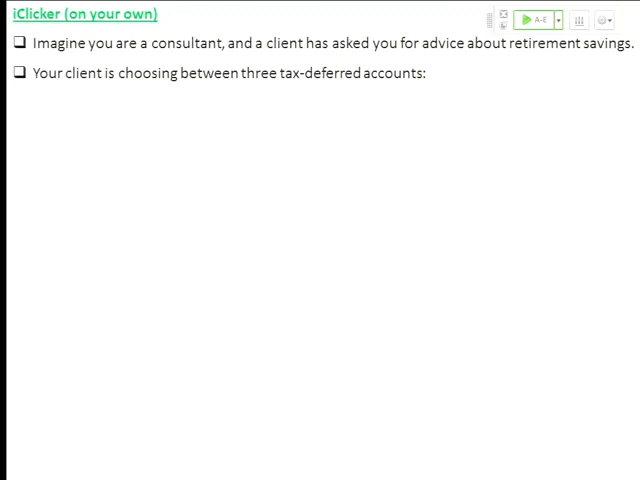 iClicker (on your own)
A-E
❑ Imagine you are a consultant, and a client has asked you for advice about retirement savings.
❑ Your client is choosing between three tax-deferred accounts: